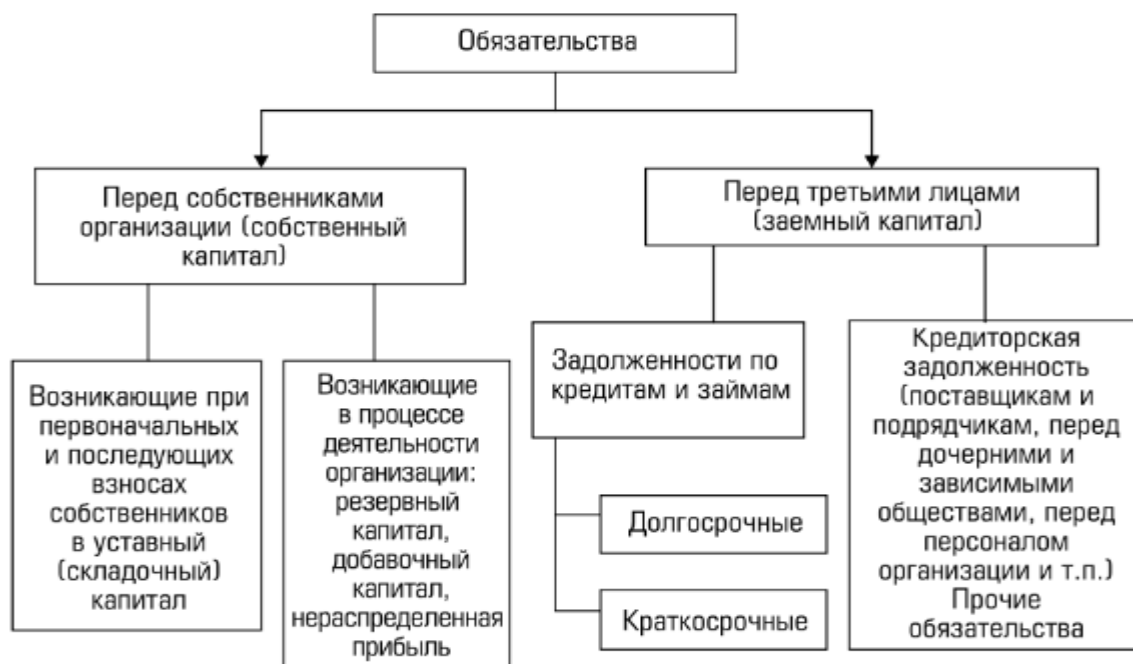 Обязательства
Перед собственниками
организации (собственный
капитал)
Перед третьими лицами
(заемный капитал)
Возникающие при
первоначальных
и последующих
взносах
собственников
в уставный
(складочный)
капитал
Возникающие
в процессе
деятельности
организации:
резервный
капитал,
добавочный
капитал,
нераспределенная
прибыль
Задолженности по
кредитам и займам
Долгосрочные
Краткосрочные
Кредиторская
задолженность
(поставщикам и
подрядчикам, перед
дочерними и
зависимыми
обществами, перед
персоналом
организации и т.п.)
Прочие
обязательства